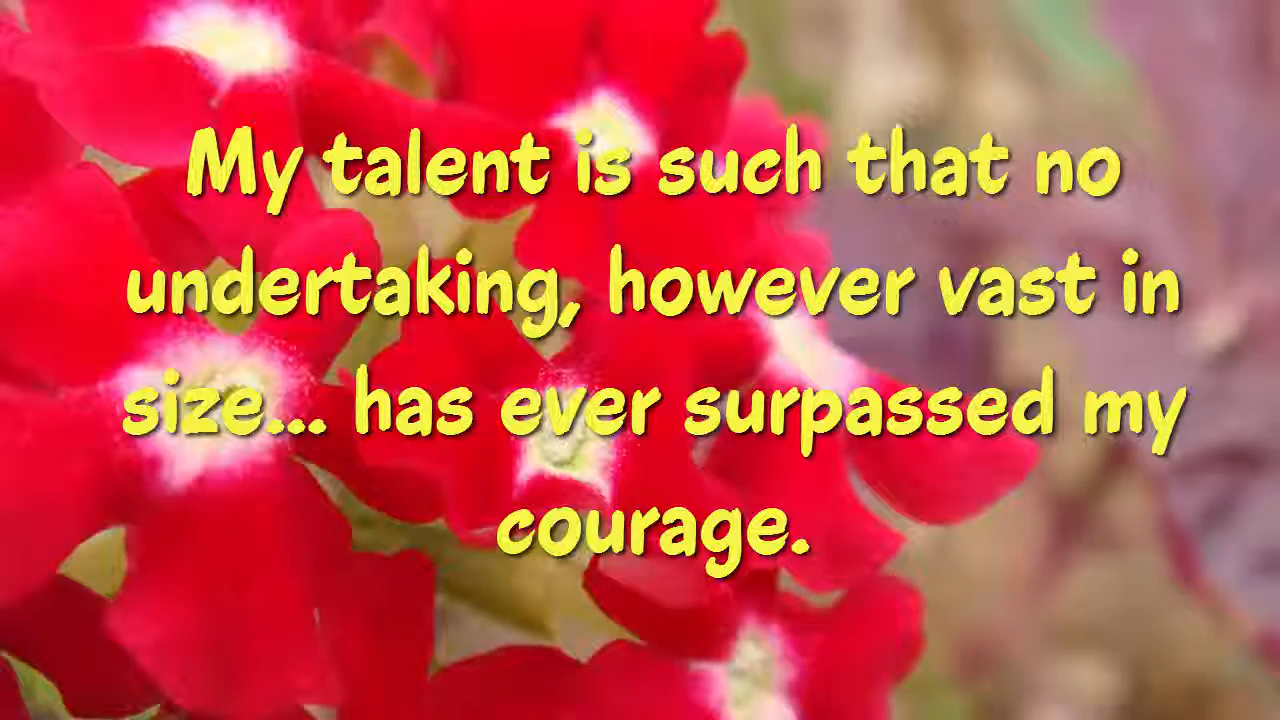 My talent is such that no
undertaking, however vast in
size... has ever surpassed my
courage.